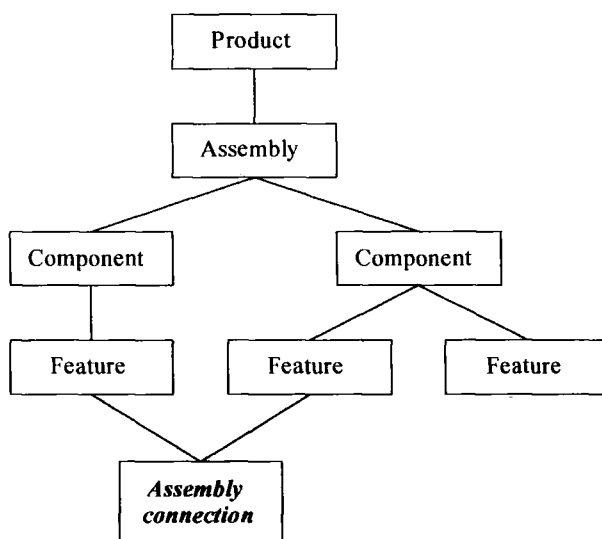 Product
Assembly
Component
Component
Feature
Feature
Feature
Assembly
connection